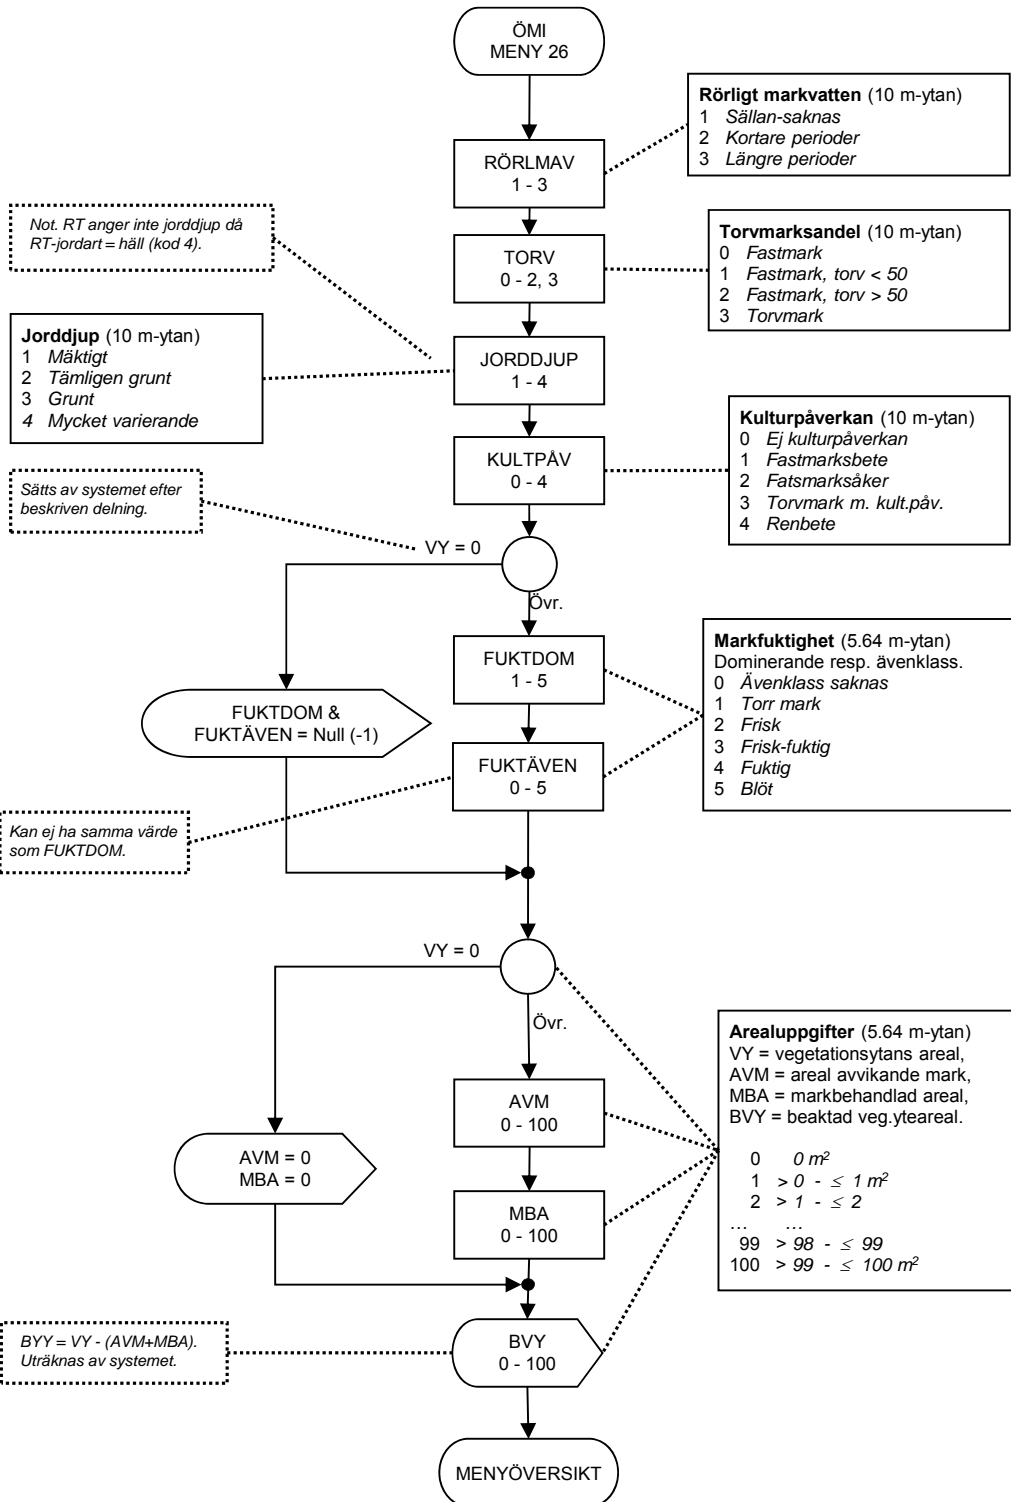 ÖMI
MENY 26
Rörligt markvatten (10 m-ytan)
1 Sällan-saknas
2 Kortare perioder
3 Längre perioder
RÖRLMAV
1 - 3
Not. RT anger inte jorddjup då
RT-jordart = häll (kod 4).
TORV
0 - 2, 3
Torvmarksandel (10 m-ytan)
0 Fastmark
1 Fastmark, torv < 50
2 Fastmark, torv > 50
3 Torvmark
Jorddjup (10 m-ytan)
1 Mäktigt
2 Tämligen grunt
3 Grunt
4 Mycket varierande
JORDDJUP
1 - 4
Kulturpåverkan (10 m-ytan)
0 Ej kulturpåverkan
1 Fastmarksbete
2 Fatsmarksåker
3 Torvmark m. kult.påv.
4 Renbete
KULTPÅV
0 - 4
Sätts av systemet efter
beskriven delning.
VY = 0
Övr.
FUKTDOM
1 - 5
Markfuktighet (5.64 m-ytan)
Dominerande resp. ävenklass.
0 Ävenklass saknas
1 Torr mark
2 Frisk
3 Frisk-fuktig
4 Fuktig
5 Blöt
FUKTDOM &
FUKTÄVEN = Null (-1)
FUKTÄVEN
0 - 5
Kan ej ha samma värde
som FUKTDOM.
VY = 0
Övr.
Arealuppgifter (5.64 m-ytan)
VY = vegetationsytans areal,
AVM = areal avvikande mark,
MBA = markbehandlad areal,
BVY = beaktad veg.yteareal.
0 0 m²
1 > 0 - ≤ 1 m²
2 > 1 - ≤ 2
... ...
99 > 98 - ≤ 99
100 > 99 - ≤ 100 m²
AVM
0 - 100
AVM = 0
MBA = 0
MBA
0 - 100
BYY = VY - (AVM+MBA).
Uträknas av systemet.
BVY
0 - 100
MENYÖVERSIKT